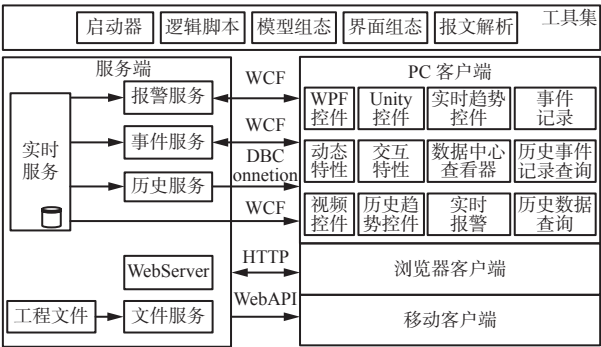 工具集
启动器 逻辑脚本 模型组态 界面组态 报文解析
服务端
实时
服务
报警服务
事件服务
历史服务
WebServer
工程文件
文件服务
WCF
WCF
DBC
onnetion
WCF
HTTP
WebAPI
PC 客户端
WPF
控件
Unity
控件
实时趋势
控件
事件
记录
动态
特性
交互
特性
数据中心
查看器
历史事件
记录查询
视频
控件
历史趋
势控件
实时
报警
历史数据
查询
浏览器客户端
移动客户端